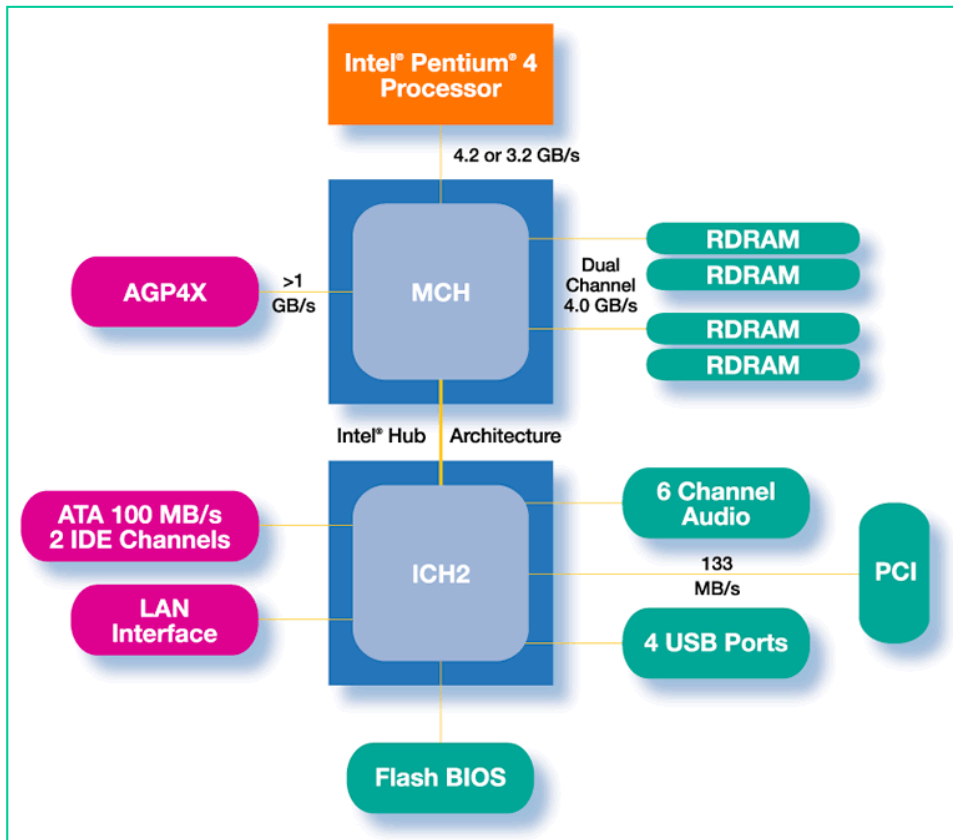 Intel® Pentium® 4
Processor
4.2 or 3.2 GB/s
MCH
AGP4X
>1
GB/s
Dual
Channel
4.0 GB/s
RDRAM
RDRAM
RDRAM
RDRAM
Intel® Hub Architecture
ICH2
ATA 100 MB/s
2 IDE Channels
LAN
Interface
6 Channel
Audio
133
MB/s
PCI
4 USB Ports
Flash BIOS